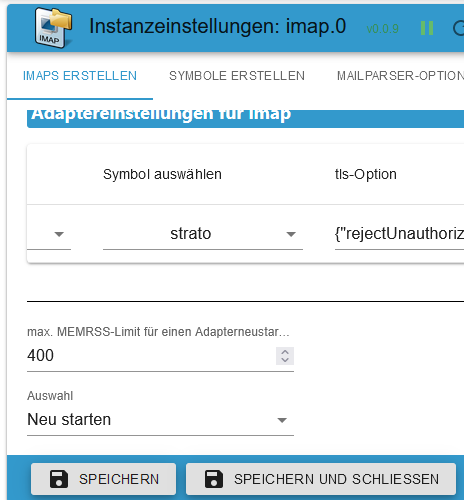 IMAP
Instanzeinstellungen: imap.0
v0.0.9
IMAPS ERSTELLEN
SYMBOLE ERSTELLEN
MAILPARSER-OPTION
Adaptereinstellungen für imap
Symbol auswählen
tls-Option
strato
{"rejectUnauthoriz
max. MEMRSS-Limit für einen Adapterneustar...
400
Auswahl
Neu starten
SPEICHERN
SPEICHERN UND SCHLIESSEN